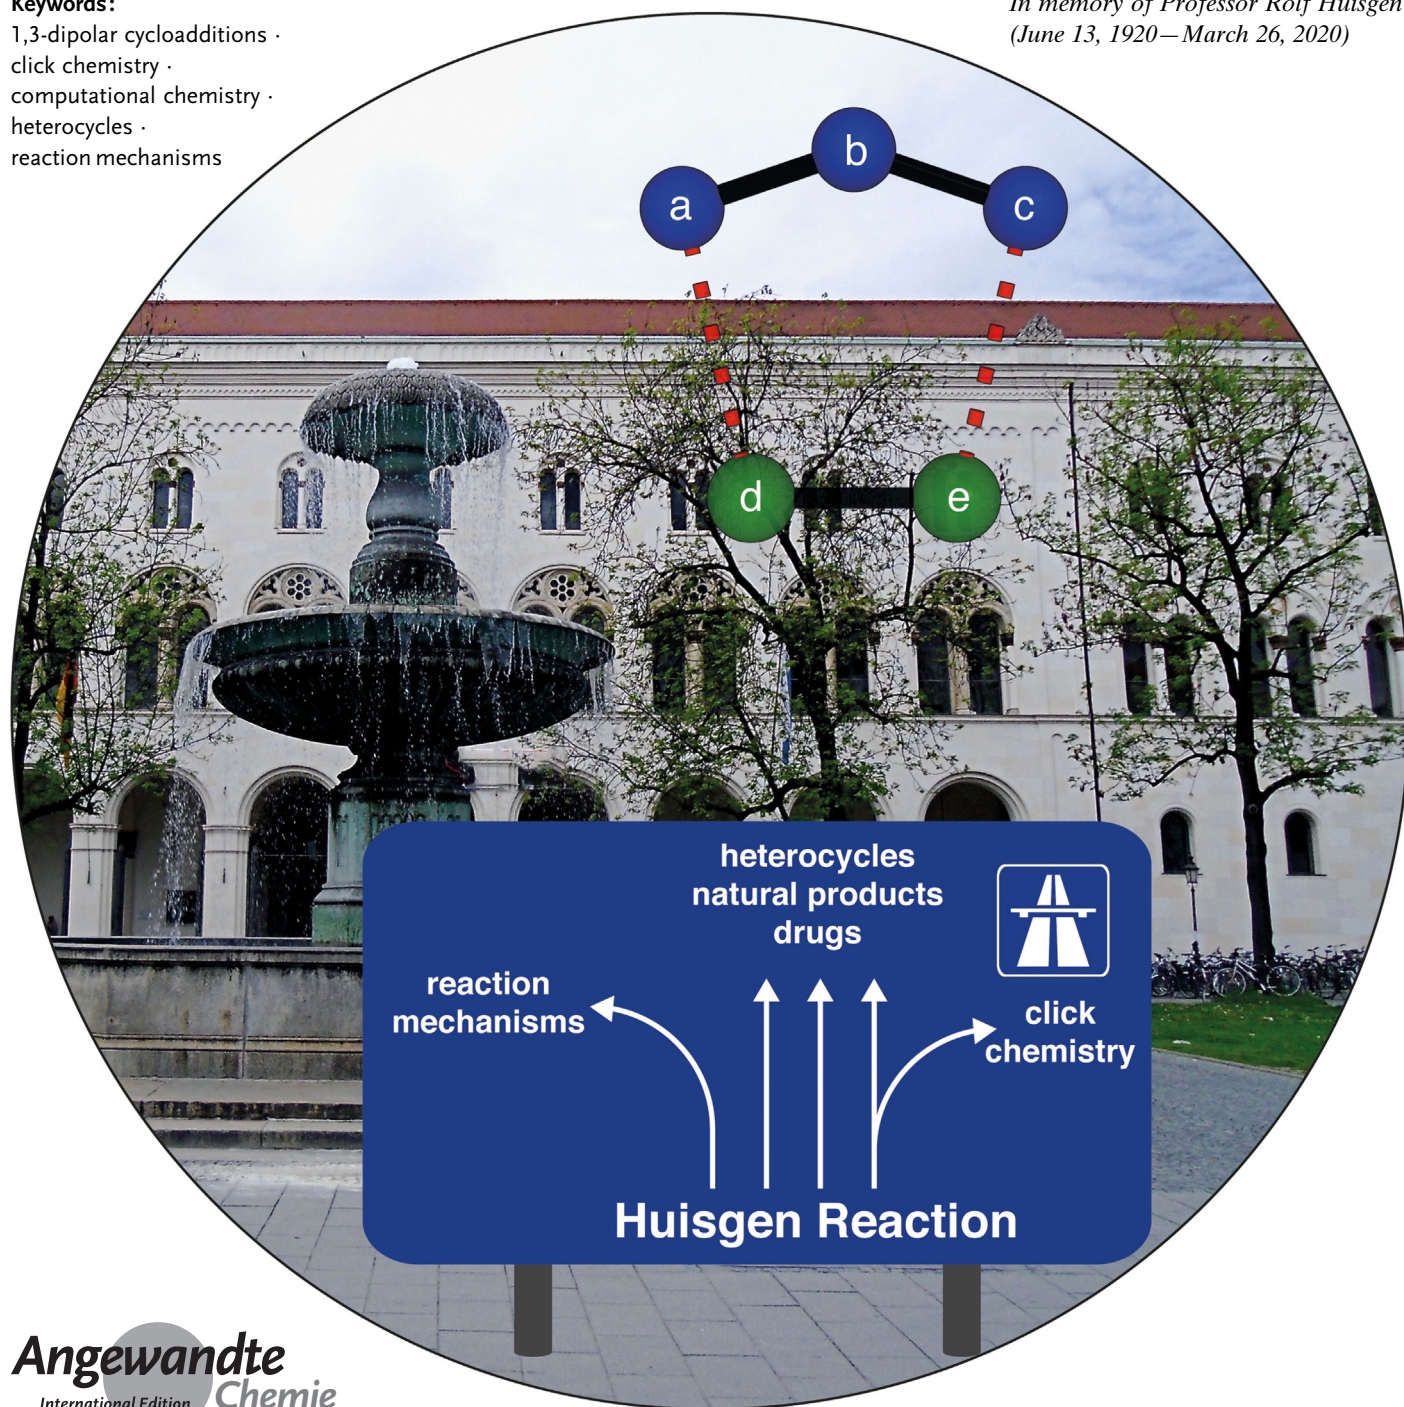 Keywords:
1,3-dipolar cycloadditions ·
click chemistry ·
computational chemistry ·
heterocycles ·
reaction mechanisms
In memory of Professor Rolf Huisgen
(June 13, 1920—March 26, 2020)
a
b
c
d
e
heterocycles
natural products
drugs
reaction
mechanisms
click
chemistry
Huisgen Reaction
Angewandte
International Edition Chemie